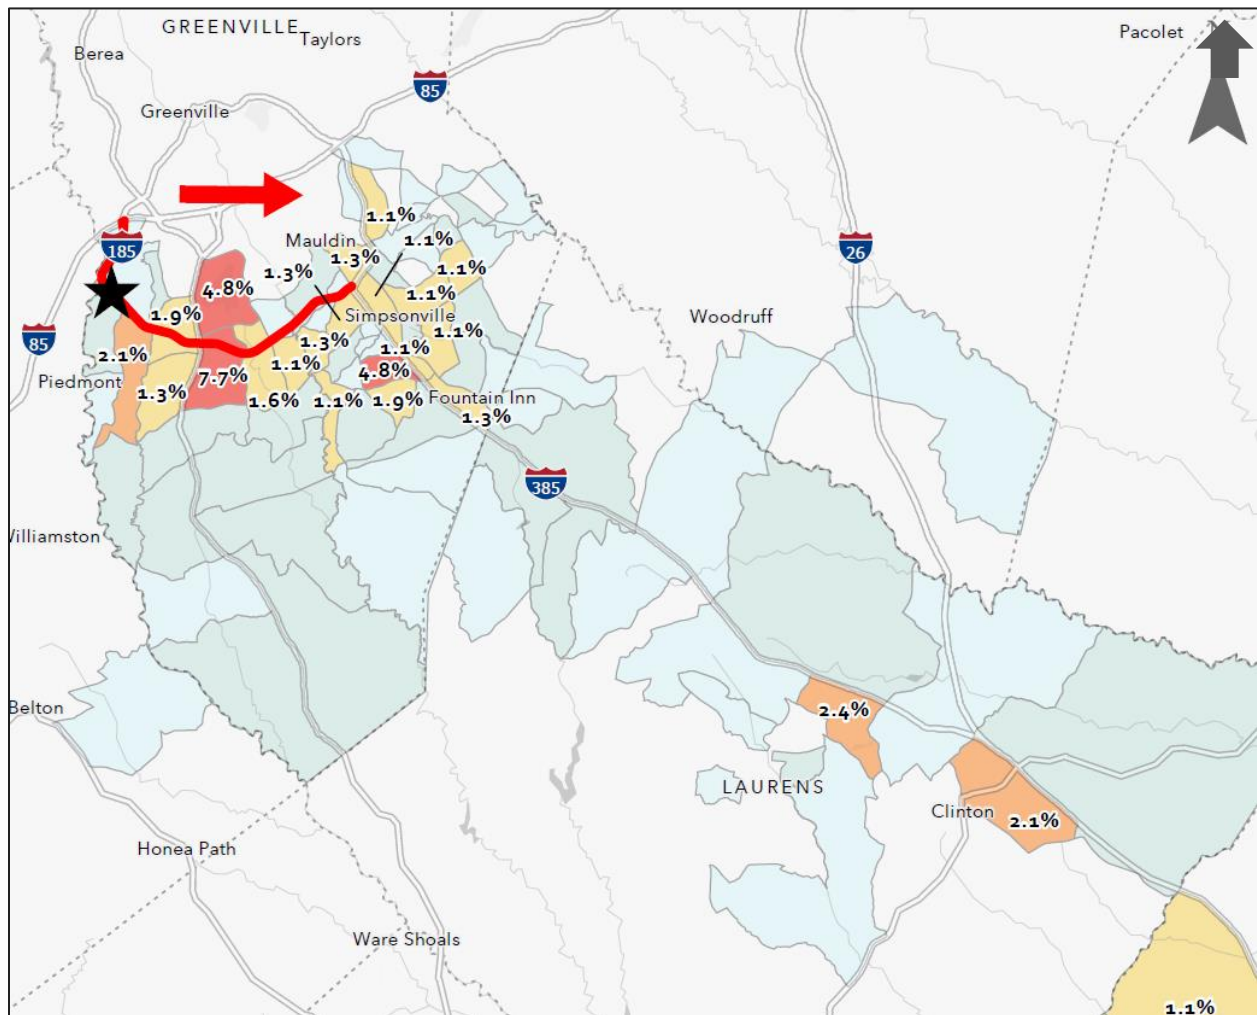 GREENVILLE
Taylors
Berea
Pacolet
85
Greenville
1.1%
Mauldin
1.1%
185
1.3%
1.3%
1.1%
26
4.8%
1.1%
1.9%
Simpsonville
Woodruff
85
1.3%
1.1%
2.1%
1.1%
1.1%
4.8%
Piedmont
7.7%
1.3%
1.6%
1.1%
1.9%
Fountain Inn
1.3%
385
Williamston
Belton
2.4%
LAURENS
Clinton
2.1%
Honea Path
Ware Shoals
1.1%